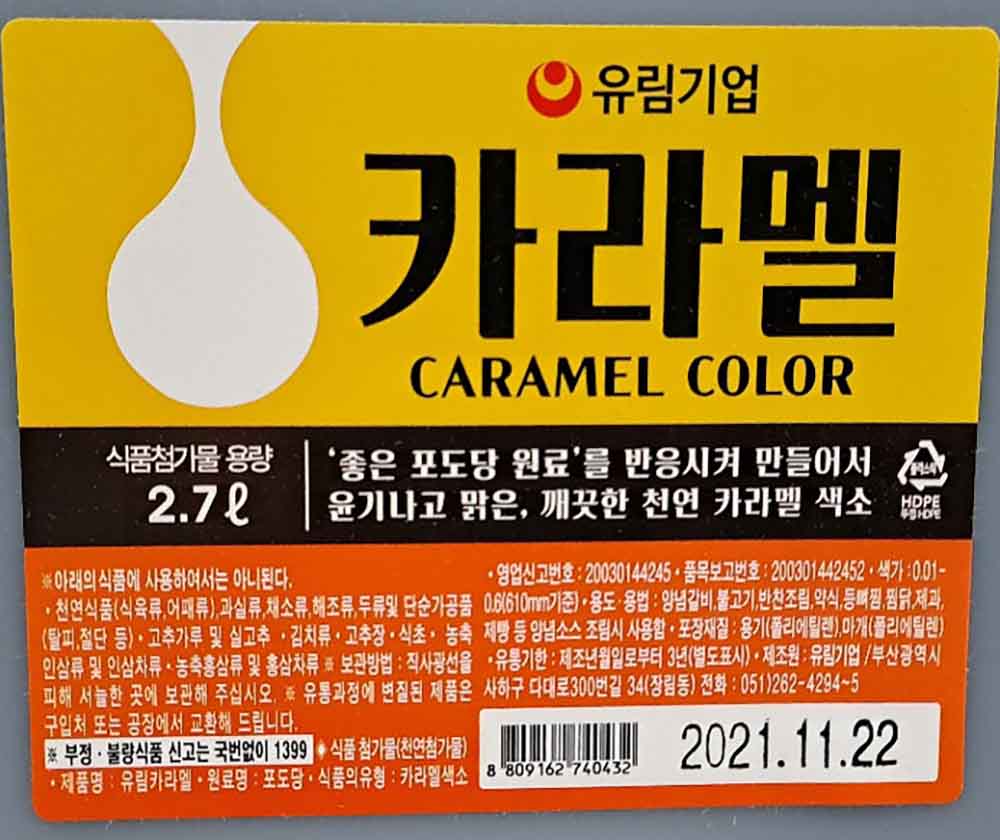 유림기업
카라멜
CARAMEL COLOR
식품첨가물 용량
2.7ℓ
'좋은 포도당 원료'를 반응시켜 만들어서
윤기나고 맑은, 깨끗한 천연 카라멜 색소
플라스틱
HDPE
뚜껑HDPE
※아래의식품에 사용하여서는 아니된다.
·천연식품(식육류,어패류),과실류,채소류,해조류,두류및 단순가공품
(탈피,절단 등)·고추가루 및 실고추 ·김치류·고추장·식초· 농축
인삼류 및 인삼차류·농축홍삼류 및 홍삼차류 ※ 보관방법 : 직사광선을
피해 서늘한 곳에 보관해 주십시오. ※ 유통과정에 변질된 제품은
구입처 또는 공장에서 교환해 드립니다.
※ 부정·불량식품 신고는 국번없이 1399 ♦식품 첨가물(천연첨가물)
·제품명 : 유림카라멜·원료명 : 포도당·식품의유형 : 카라멜색소
·영업신고번호 : 20030144245·품목보고번호 : 200301442452·색가 : 0.01-
0.6(610mm기준)·용도·용법 : 양념갈비,불고기,반찬조림,약식,등뼈찜,찜닭,제과,
제빵 등 양념소스 조림시 사용함·포장재질 : 용기(폴리에틸렌),마개(폴리에틸렌)
·유통기한 : 제조년월일로부터 3년(별도표시)·제조원 : 유림기업/부산광역시
사하구 다대로300번길 34(장림동) 전화 : 051)262-4294~5
8 809162 740432
2021.11.22